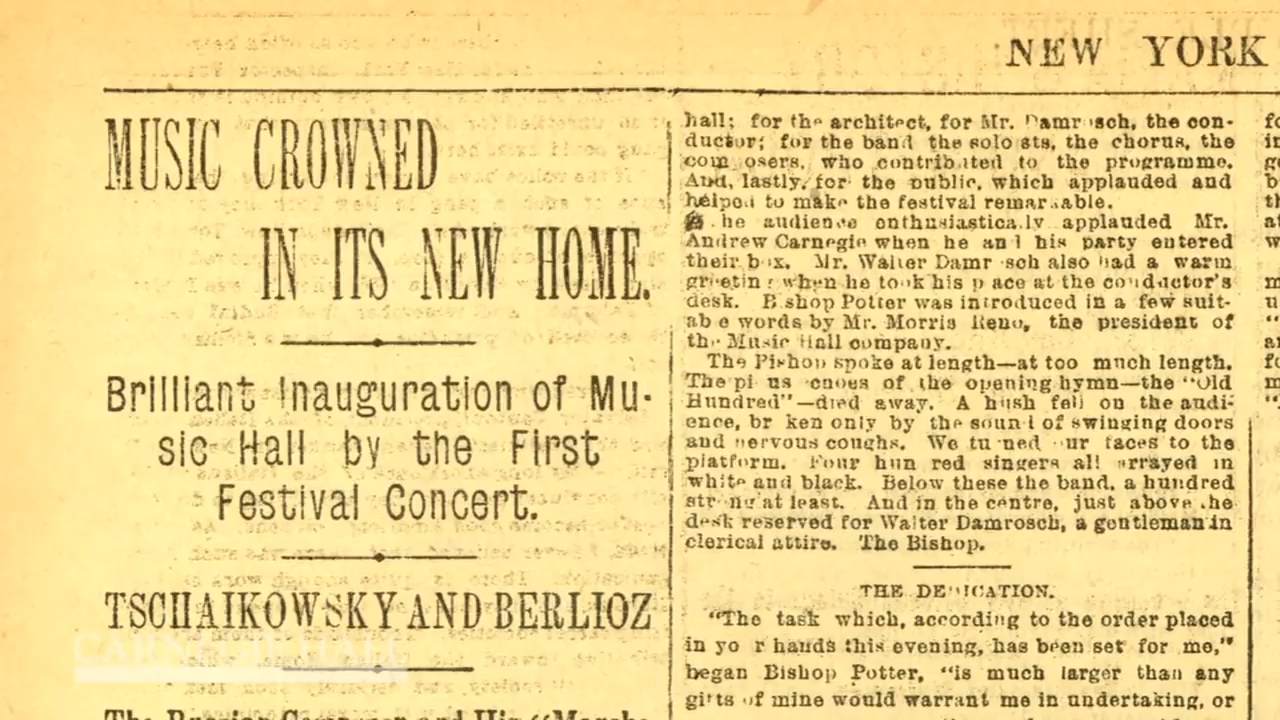 NEW YORK
MUSIC CROWNED
IN ITS NEW HOME.
Brilliant Inauguration of Mu-
sic Hall by the First
Festival Concert.
TSCHAIKOWSKY AND BERLIOZ
CARNEGIE HALL
hall; for the architect, for Mr. Damrosch, the con-
ductor; for the band the solo sts, the chorus, the
com osers, who contributed to the programme.
And, lastly, for the public, which applauded and
helped to make the festival remarkable.
he audience enthusiastically applauded Mr.
Andrew Carnegie when he and his party entered
their box. Mr. Walter Damrosch also had a warm
greeting when he took his place at the conductor's
desk. Bishop Potter was introduced in a few suit-
able words by Mr. Morris Reno, the president of
the Music Hall company.
The Bishop spoke at length—at too much length.
The pious echoes of the opening hymn—the "Old
Hundred"—died away. A hush fell on the audi-
ence, broken only by the sound of swinging doors
and nervous coughs. We turned our faces to the
platform. Four hundred singers all arrayed in
white and black. Below these the band, a hundred
strong at least. And in the centre, just above the
desk reserved for Walter Damrosch, a gentleman in
clerical attire. The Bishop.
THE DEDICATION.
"The task which, according to the order placed
in your hands this evening, has been set for me,"
began Bishop Potter, "is much larger than any
gifts of mine would warrant me in undertaking, or